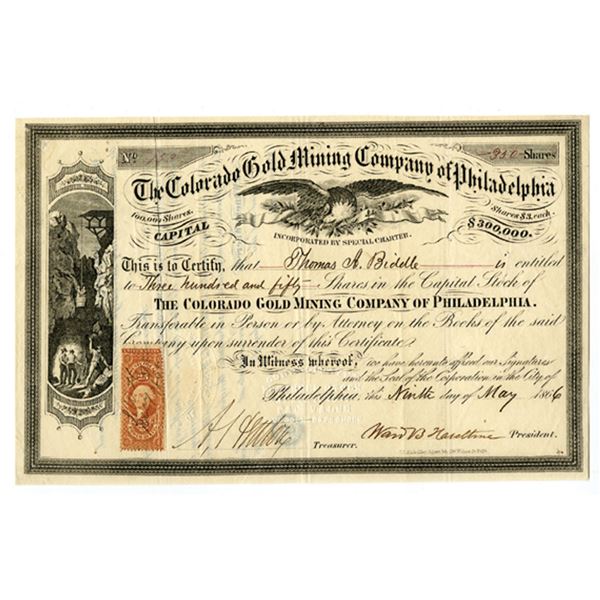 No 150
350 Shares
The Colorado Gold Mining Company of Philadelphia
100,000 Shares. Shares $3. each
CAPITAL $300,000.
INCORPORATED BY SPECIAL CHARTER.
This is to Certify, that Thomas A. Biddle is entitled
to Three hundred and fifty Shares in the Capital Stock of
THE COLORADO GOLD MINING COMPANY OF PHILADELPHIA.
Transferable in Person or by Attorney on the Books of the said
Company upon surrender of this Certificate.
In Witness whereof, we have hereunto affixed our Signatures
and the Seal of the Corporation in the City of
Philadelphia, this Ninth day of May 1866
Ward B Haseltine President.
Treasurer.